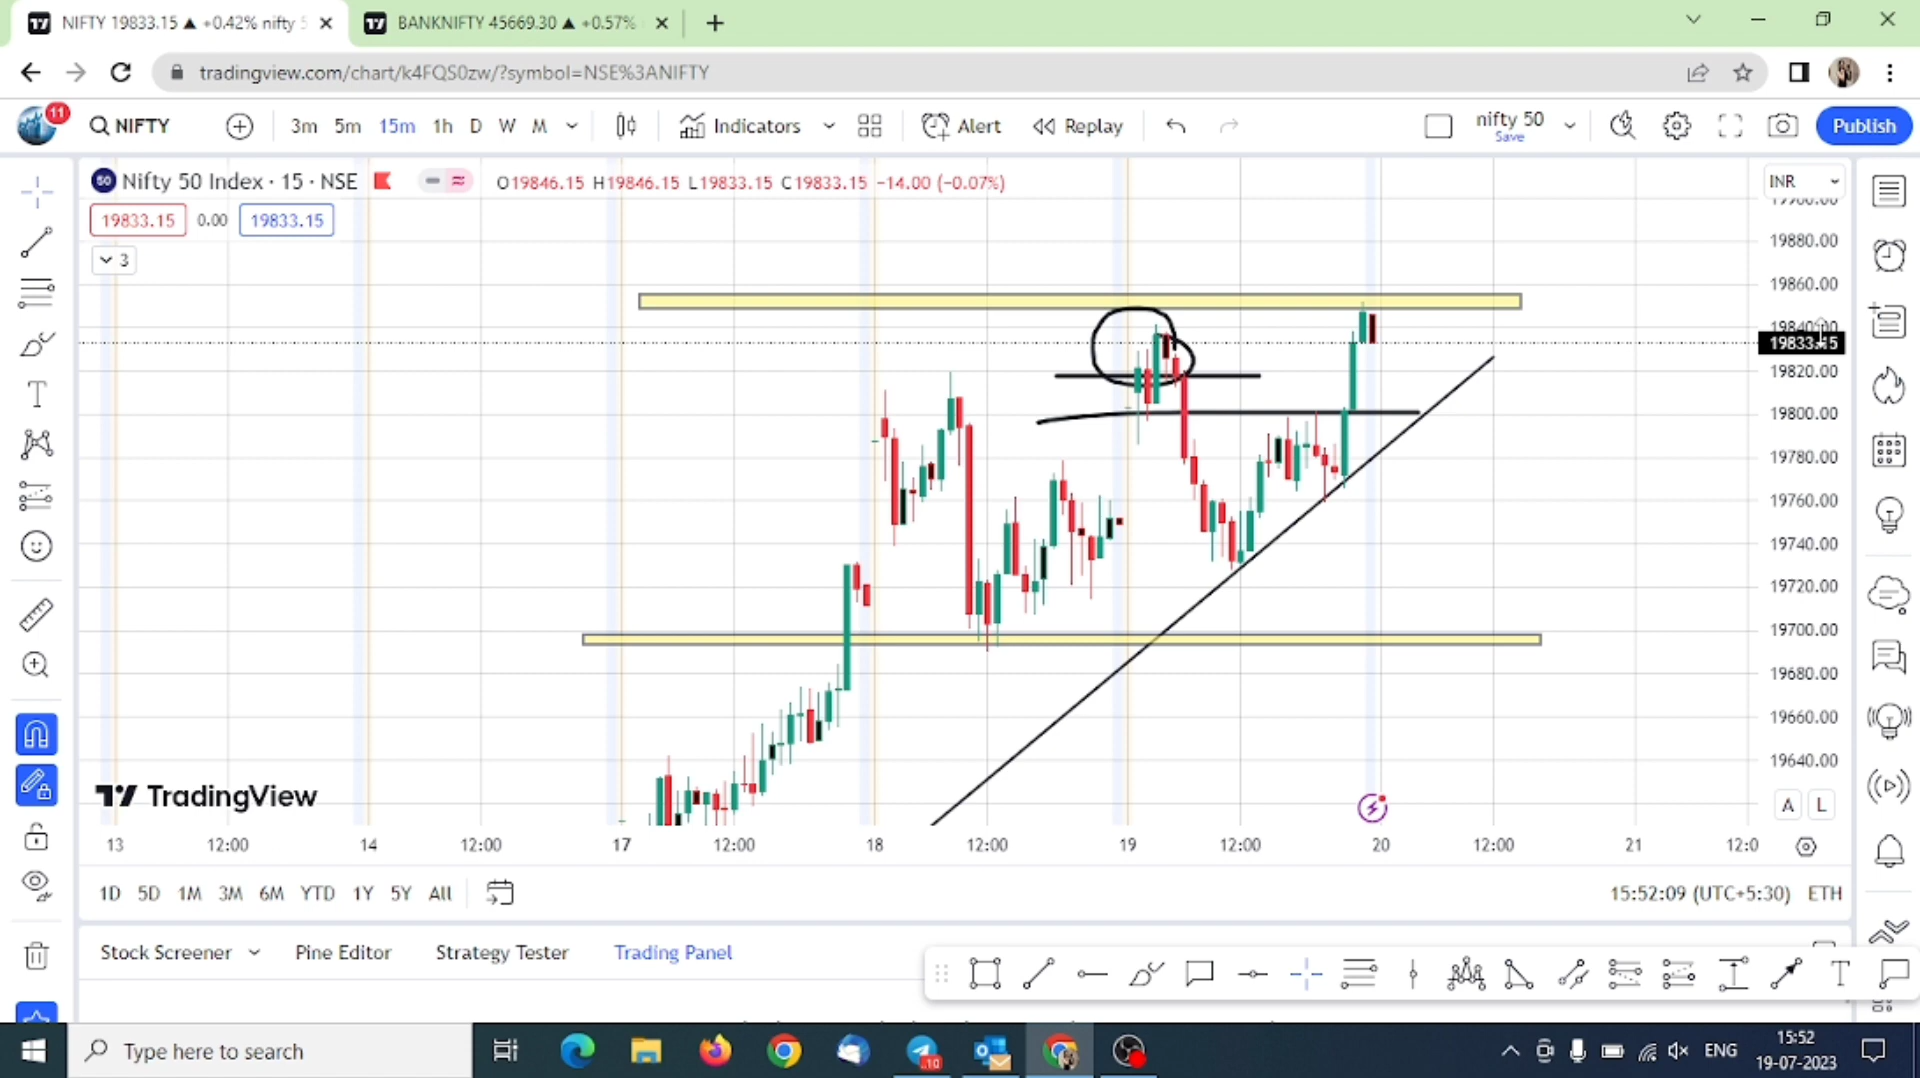 NIFTY 19833.15 ▲ +0.42% nifty 5
BANKNIFTY 45669.30 ▲ +0.57%
tradingview.com/chart/k4FQS0zw/?symbol=NSE%3ANIFTY
11
NIFTY
3m 5m 15m 1h D W M
Indicators
Alert
Replay
nifty 50
Save
Publish
50 Nifty 50 Index · 15 · NSE
O19846.15 H19846.15 L19833.15 C19833.15 −14.00 (−0.07%)
INR
19833.15 0.00 19833.15
3
19900.00
19880.00
19860.00
19840.00
19833.15
19820.00
19800.00
19780.00
19760.00
19740.00
19720.00
19700.00
19680.00
19660.00
19640.00
TradingView
A L
13 12:00 14 12:00 17 12:00 18 12:00 19 12:00 20 12:00 21 12:0
1D 5D 1M 3M 6M YTD 1Y 5Y All
15:52:09 (UTC+5:30) ETH
Stock Screener Pine Editor Strategy Tester Trading Panel
Type here to search
10
ENG
15:52
19-07-2023